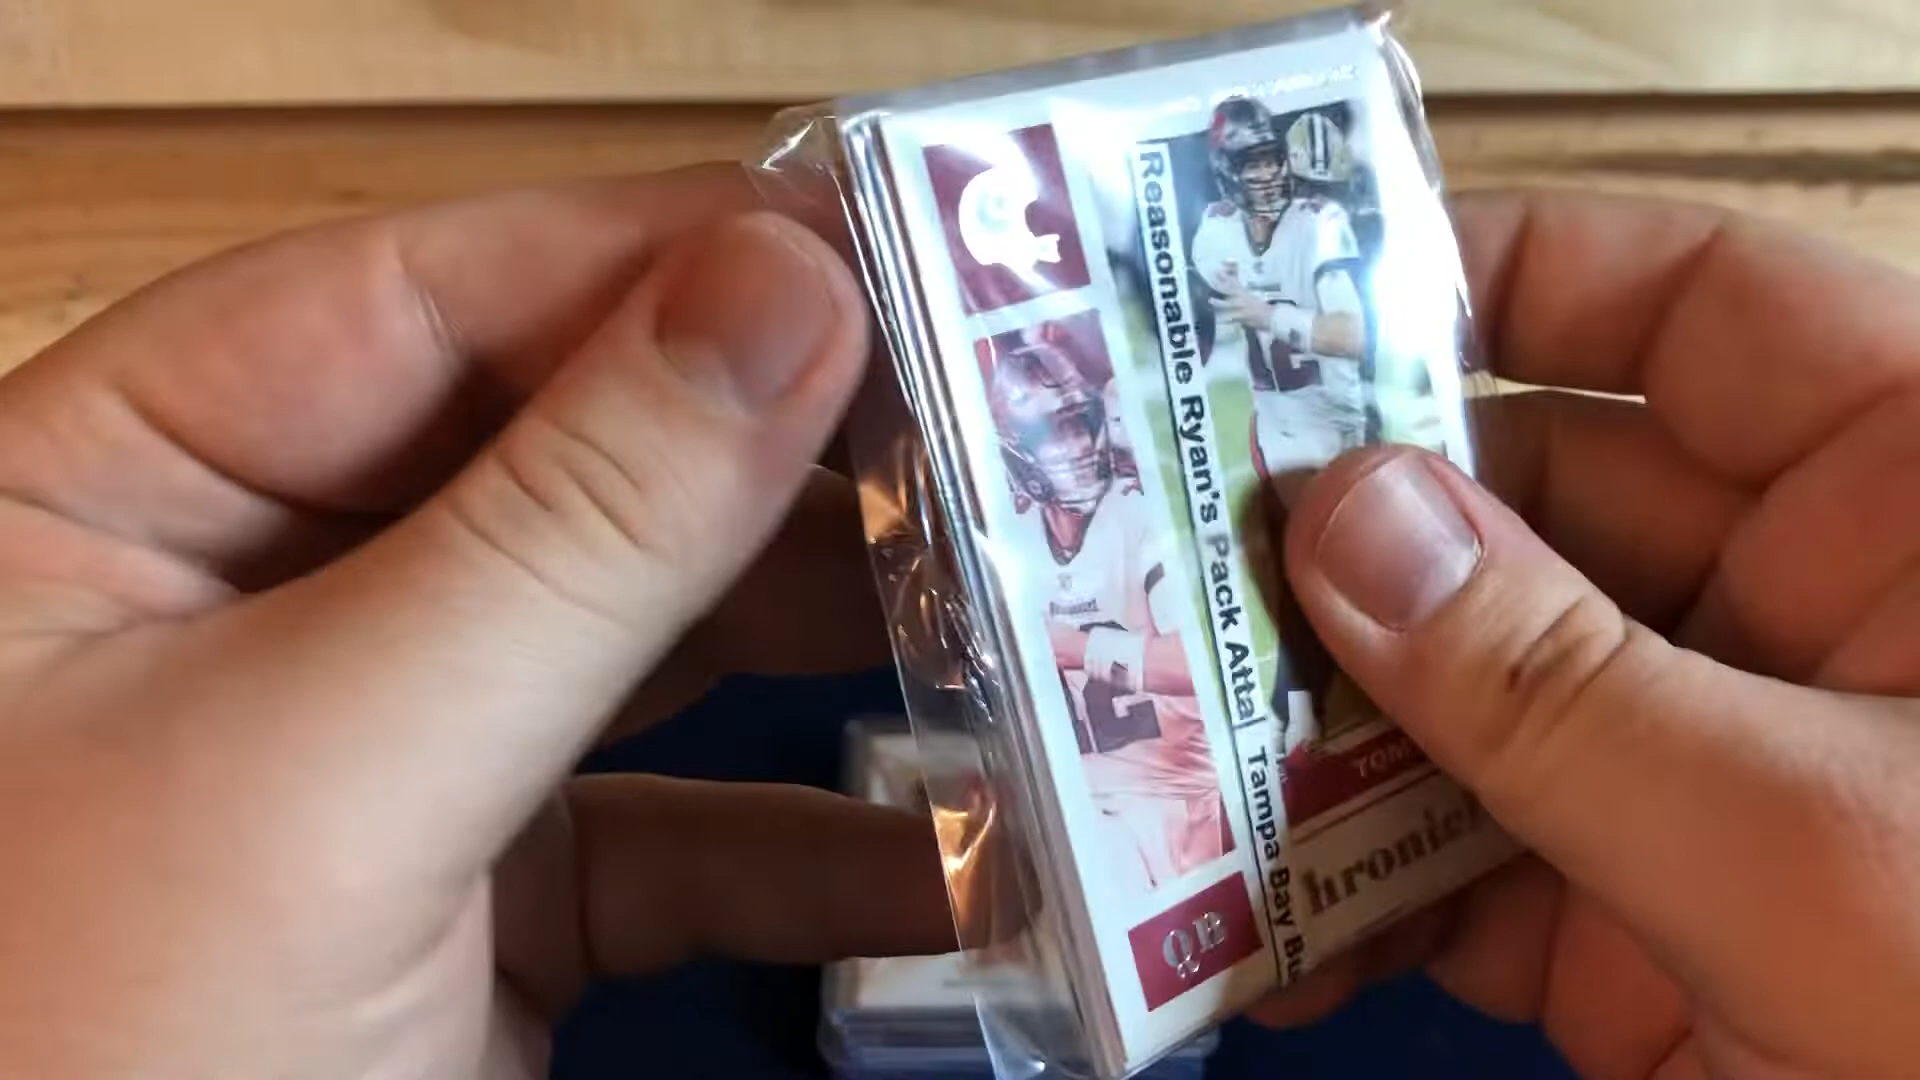 Reasonable Ryan's Pack Atta
Tampa Bay Bu
TOM
hronic
QB